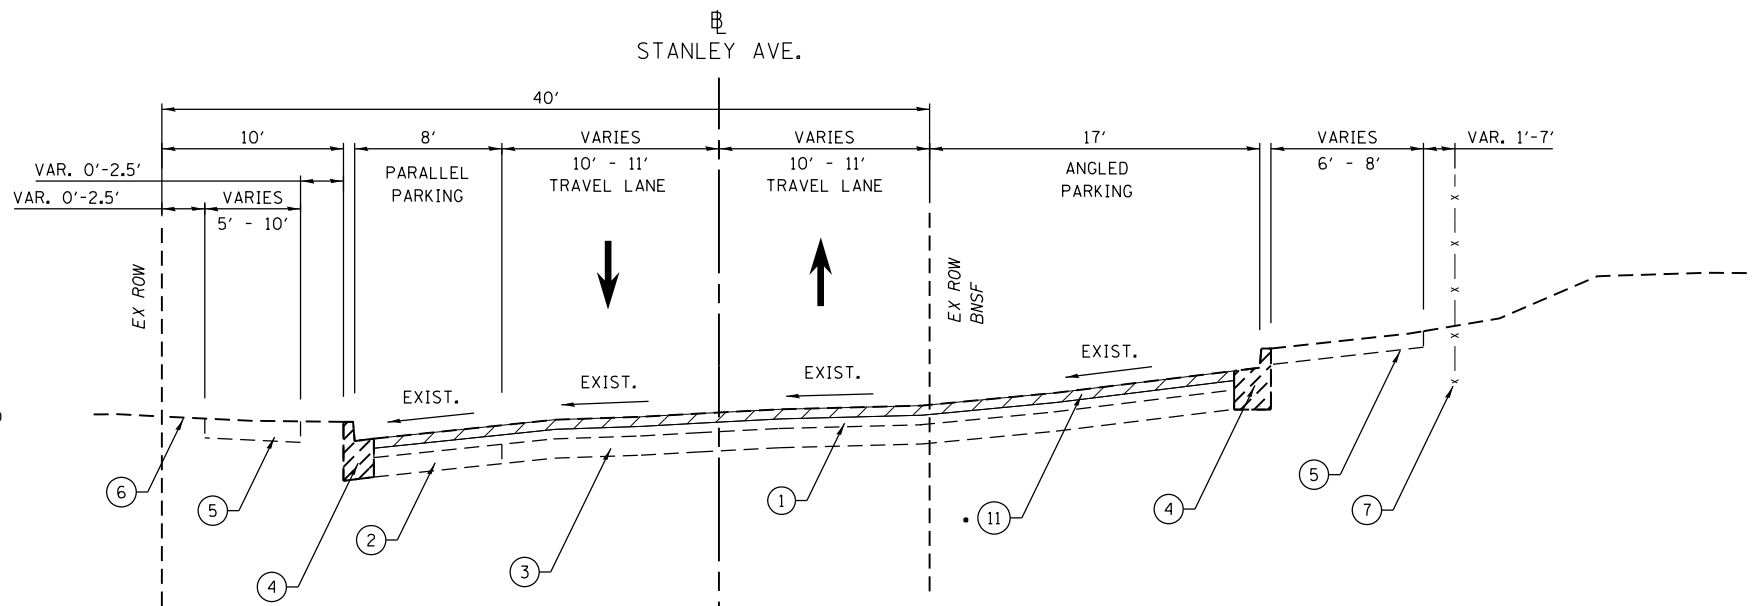 STANLEY AVE.
40'
10'
8'
VARIES
VARIES
17'
VARIES
VAR. 1'-7'
VAR. 0'-2.5'
PARALLEL
PARKING
10' - 11'
TRAVEL LANE
10' - 11'
TRAVEL LANE
ANGLED
PARKING
6' - 8'
VAR. 0'-2.5'
VARIES
5' - 10'
EX ROW
EX ROW
BNSF
x
x
x
x
x
EXIST.
EXIST.
EXIST.
EXIST.
6
5
4
2
3
1
11
4
5
7